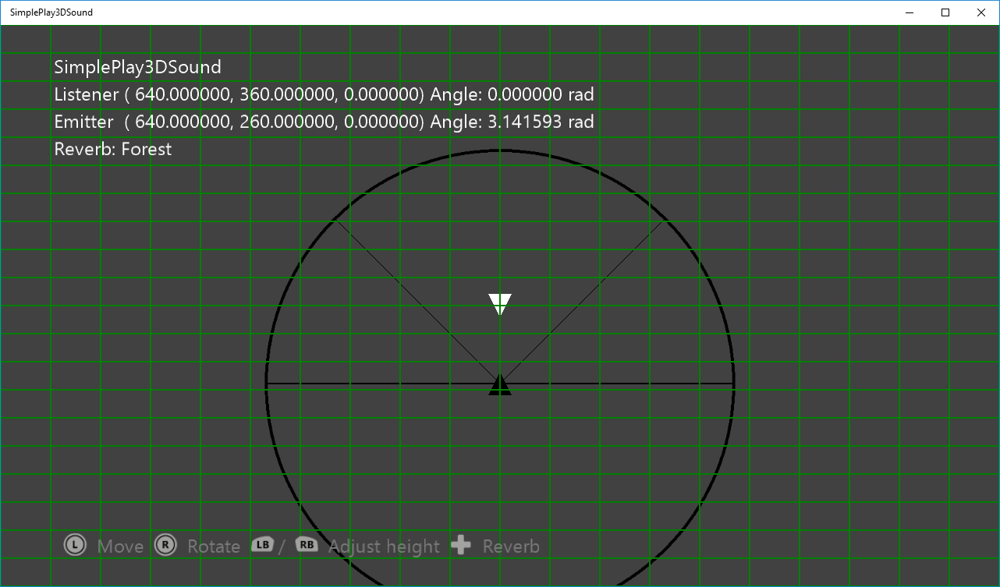 SimplePlay3DSound
SimplePlay3DSound
Listener ( 640.000000, 360.000000, 0.000000) Angle: 0.000000 rad
Emitter  ( 640.000000, 260.000000, 0.000000) Angle: 3.141593 rad
Reverb: Forest
L Move R Rotate LB / RB Adjust height Reverb